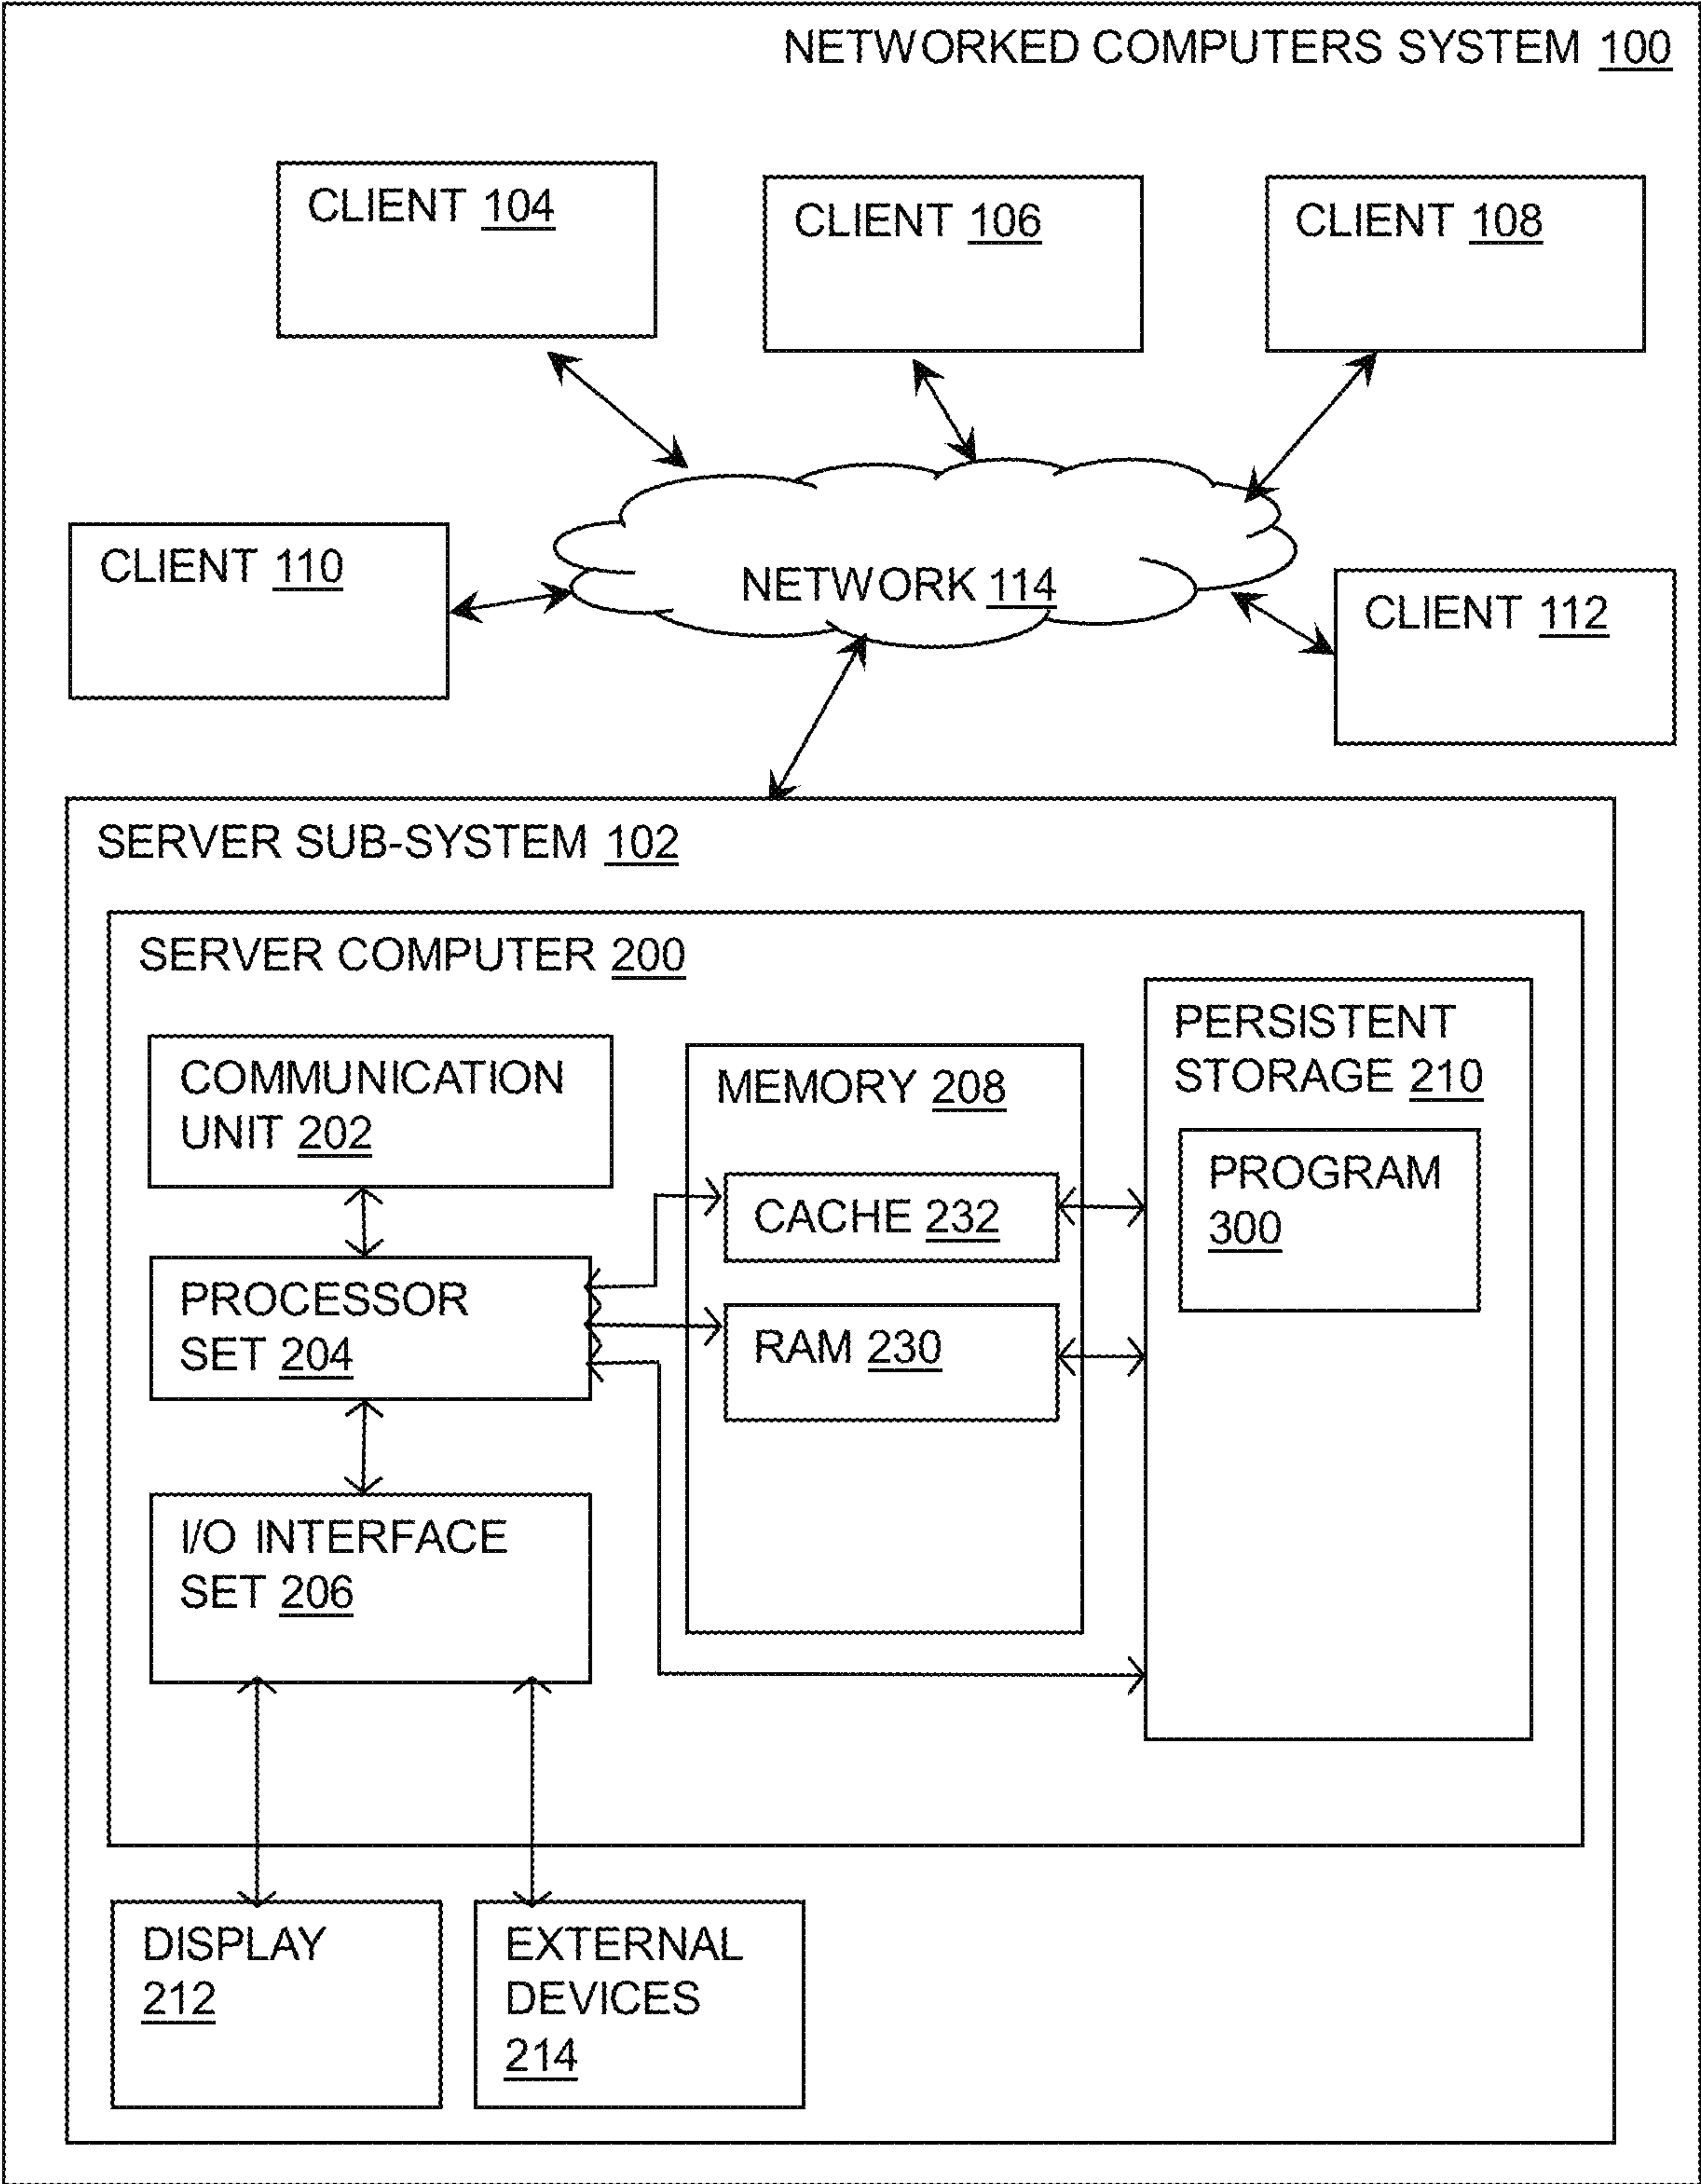 NETWORKED COMPUTERS SYSTEM 100
CLIENT 104
CLIENT 106
CLIENT 108
CLIENT 110
NETWORK 114
CLIENT 112
SERVER SUB-SYSTEM 102
SERVER COMPUTER 200
COMMUNICATION
UNIT 202
PROCESSOR
SET 204
I/O INTERFACE
SET 206
MEMORY 208
CACHE 232
RAM 230
PERSISTENT
STORAGE 210
PROGRAM
300
DISPLAY
212
EXTERNAL
DEVICES
214